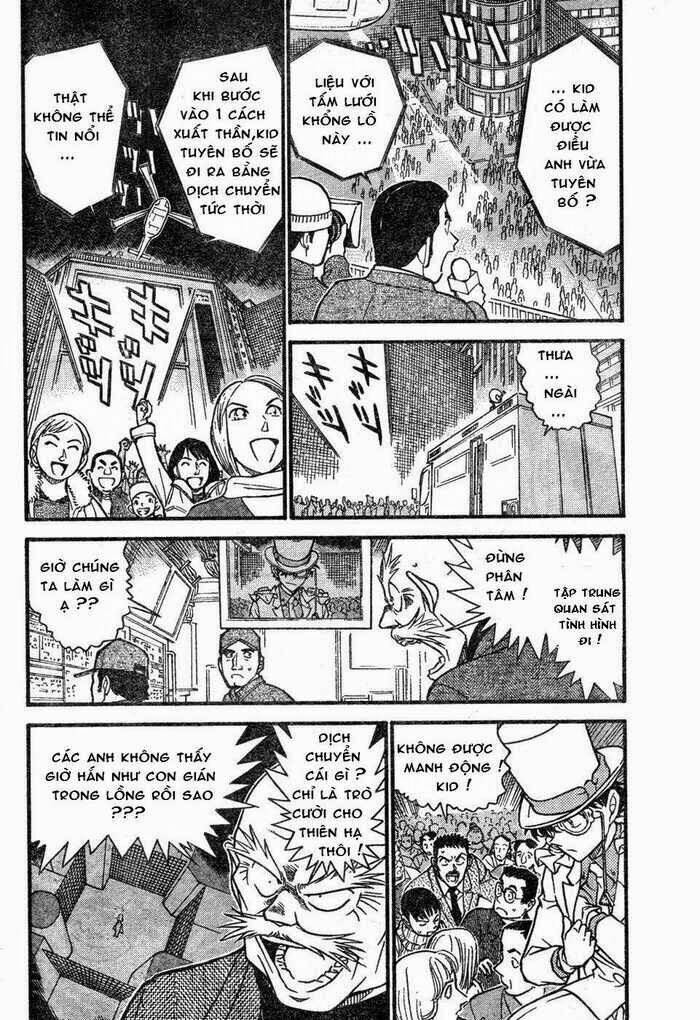 ... KID
CÓ LÀM
ĐƯỢC
ĐIỀU
ANH VỪA
TUYÊN
BỐ ?
LIỆU VỚI
TẤM LƯỚI
KHỔNG LỒ
NÀY ...
SAU
KHI BƯỚC
VÀO 1 CÁCH
XUẤT THẦN,KID
TUYÊN BỐ SẼ
ĐI RA BẰNG
DỊCH CHUYỂN
TỨC THỜI
THẬT
KHÔNG THỂ
TIN NỔI
...
THƯA
...
NGÀI
...
TẬP TRUNG
QUAN SÁT
TÌNH HÌNH
ĐI !
ĐỪNG
PHÂN
TÂM !
GIỜ CHÚNG
TA LÀM GÌ
Ạ ??
KHÔNG ĐƯỢC
MANH ĐỘNG !
KID !
DỊCH
CHUYỂN
CÁI GÌ ?
CHỈ LÀ TRÒ
CƯỜI CHO
THIÊN HẠ
THÔI !
CÁC ANH KHÔNG THẤY
GIỜ HẮN NHƯ CON GIÁN
TRONG LỒNG RỒI SAO
???